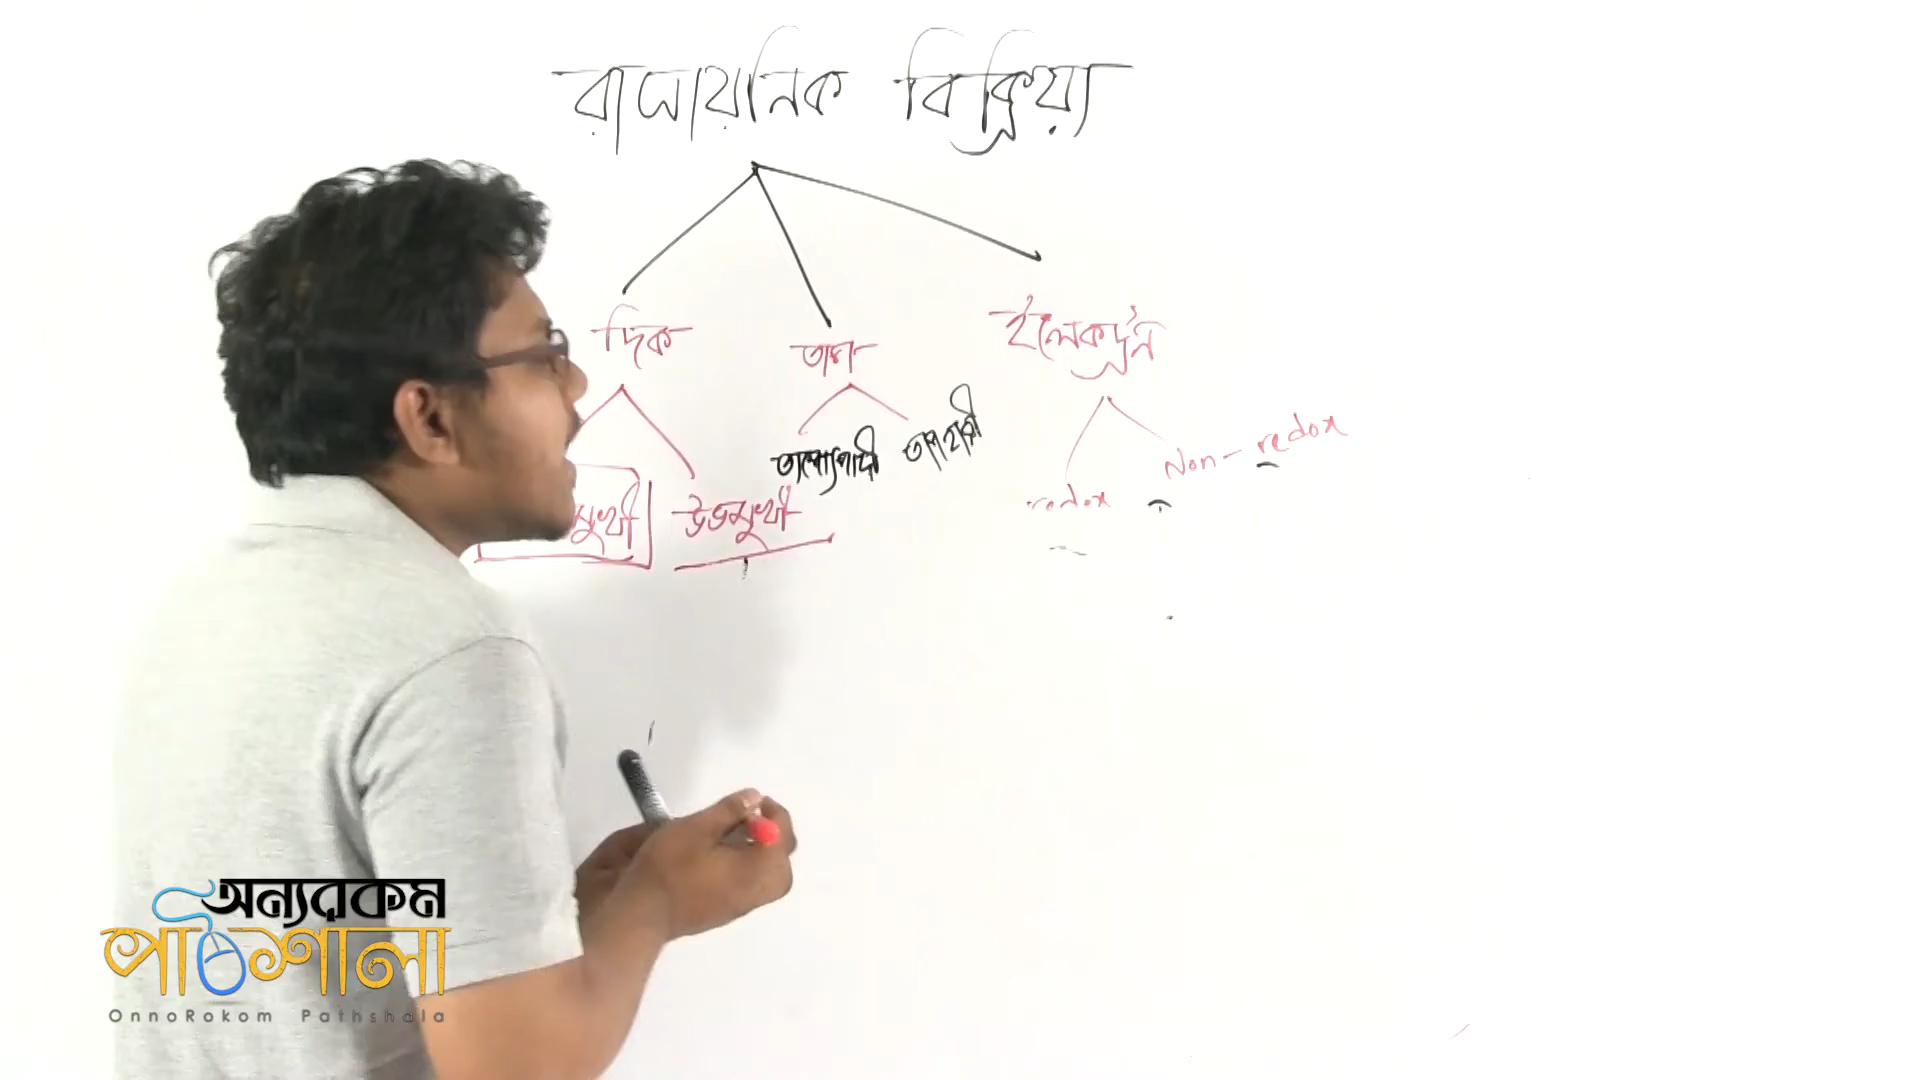 রাসায়নিক বিক্রিয়া
দিক তাপ ইলেকট্রন
তাপোৎপাদী তাপহারী Non-redox
মুখী উভমুখী redox
অন্যরকম
পাঠশালা
OnnoRokom Pathshala